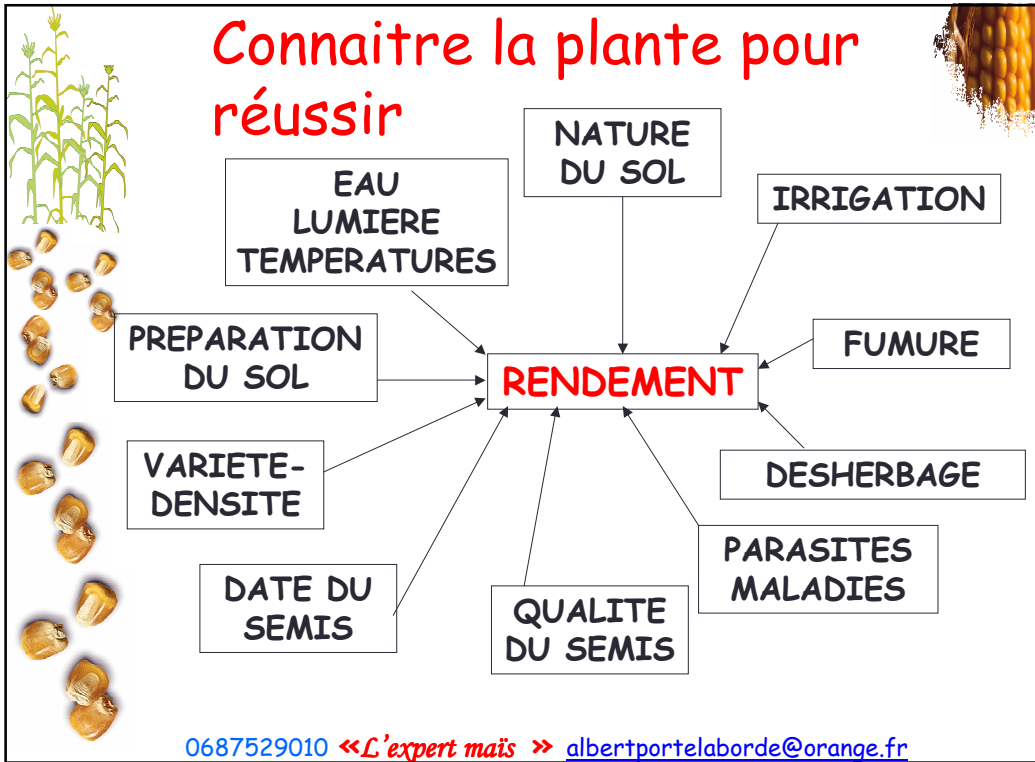 Connaitre la plante pour
réussir
NATURE
DU SOL
EAU
LUMIERE
TEMPERATURES
IRRIGATION
PREPARATION
DU SOL
FUMURE
RENDEMENT
VARIETE-
DENSITE
DESHERBAGE
PARASITES
MALADIES
DATE DU
SEMIS
QUALITE
DU SEMIS
0687529010 «L'expert maïs » albertportelaborde@orange.fr